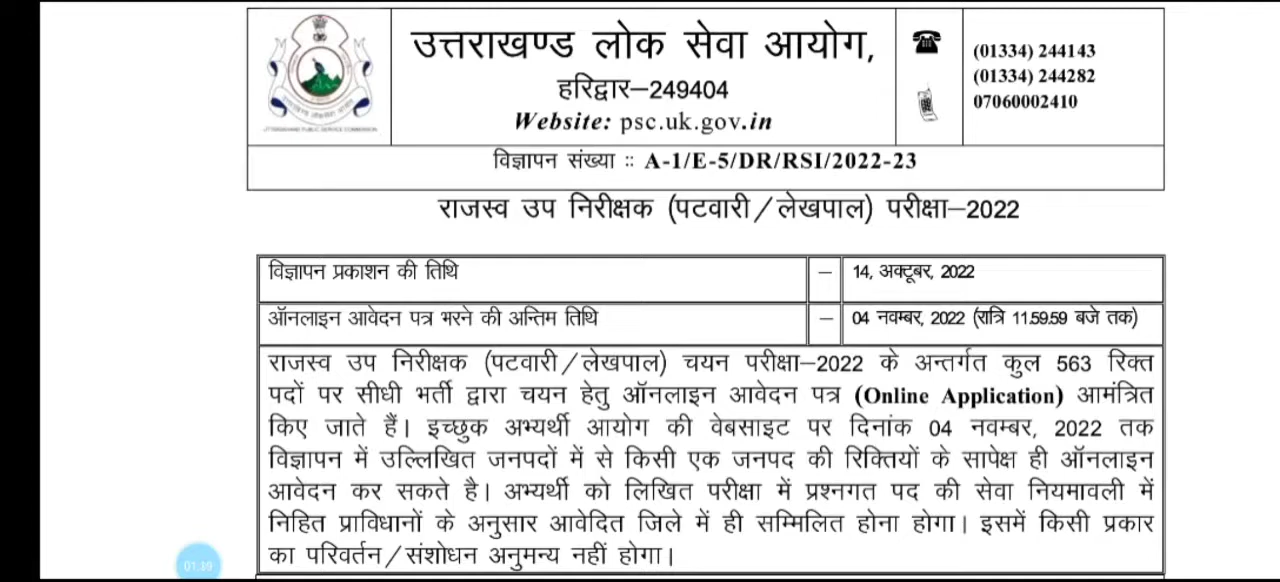 उत्तराखण्ड लोक सेवा आयोग,
हरिद्वार–249404
Website: psc.uk.gov.in
(01334) 244143
(01334) 244282
07060002410
UTTARAKHAND PUBLIC SERVICE COMMISSION
विज्ञापन संख्या :: A-1/E-5/DR/RSI/2022-23
राजस्व उप निरीक्षक (पटवारी/लेखपाल) परीक्षा–2022
विज्ञापन प्रकाशन की तिथि – 14, अक्टूबर, 2022
ऑनलाइन आवेदन पत्र भरने की अन्तिम तिथि – 04 नवम्बर, 2022 (रात्रि 11.59.59 बजे तक)
राजस्व उप निरीक्षक (पटवारी/लेखपाल) चयन परीक्षा–2022 के अन्तर्गत कुल 563 रिक्त
पदों पर सीधी भर्ती द्वारा चयन हेतु ऑनलाइन आवेदन पत्र (Online Application) आमंत्रित
किए जाते हैं। इच्छुक अभ्यर्थी आयोग की वेबसाइट पर दिनांक 04 नवम्बर, 2022 तक
विज्ञापन में उल्लिखित जनपदों में से किसी एक जनपद की रिक्तियों के सापेक्ष ही ऑनलाइन
आवेदन कर सकते है। अभ्यर्थी को लिखित परीक्षा में प्रश्नगत पद की सेवा नियमावली में
निहित प्राविधानों के अनुसार आवेदित जिले में ही सम्मिलित होना होगा। इसमें किसी प्रकार
का परिवर्तन/संशोधन अनुमन्य नहीं होगा।